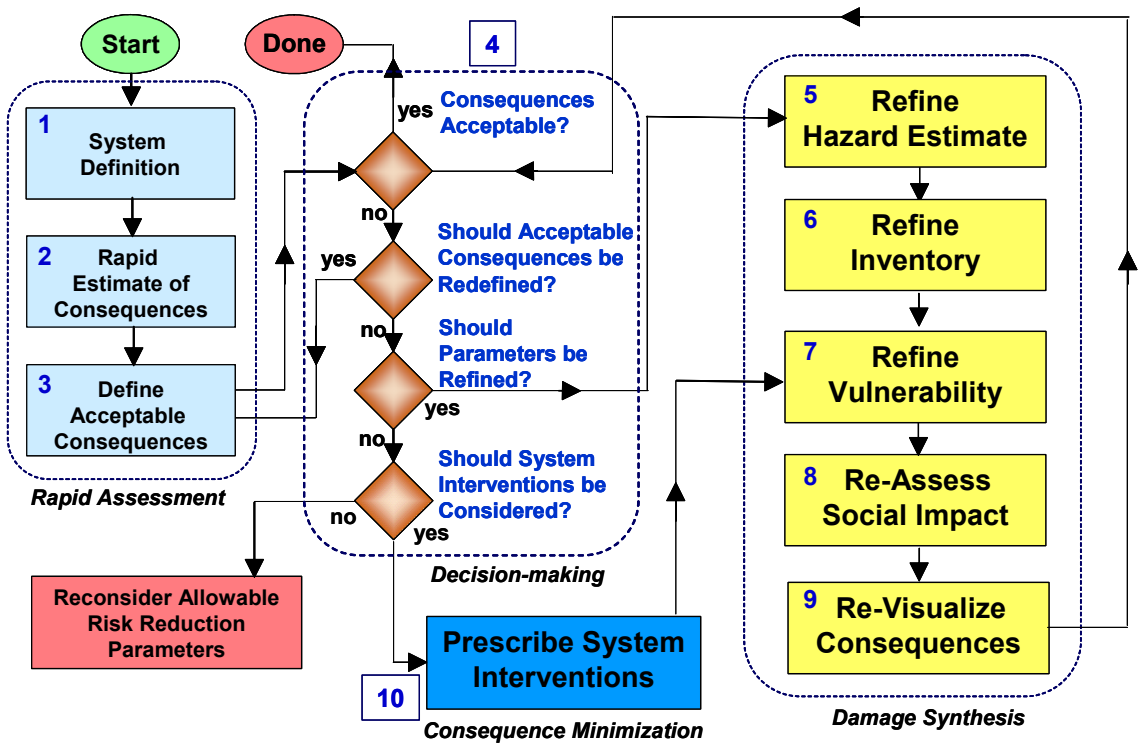 Start
Done
4
1
System
Definition
2
Rapid
Estimate of
Consequences
3
Define
Acceptable
Consequences
Rapid Assessment
yes
Consequences
Acceptable?
no
yes
Should Acceptable
Consequences be
Redefined?
no
Should
Parameters be
Refined?
yes
no
Should System
Interventions be
Considered?
no
yes
Decision-making
Reconsider Allowable
Risk Reduction
Parameters
10
Prescribe System
Interventions
Consequence Minimization
5
Refine
Hazard Estimate
6
Refine
Inventory
7
Refine
Vulnerability
8
Re-Assess
Social Impact
9
Re-Visualize
Consequences
Damage Synthesis